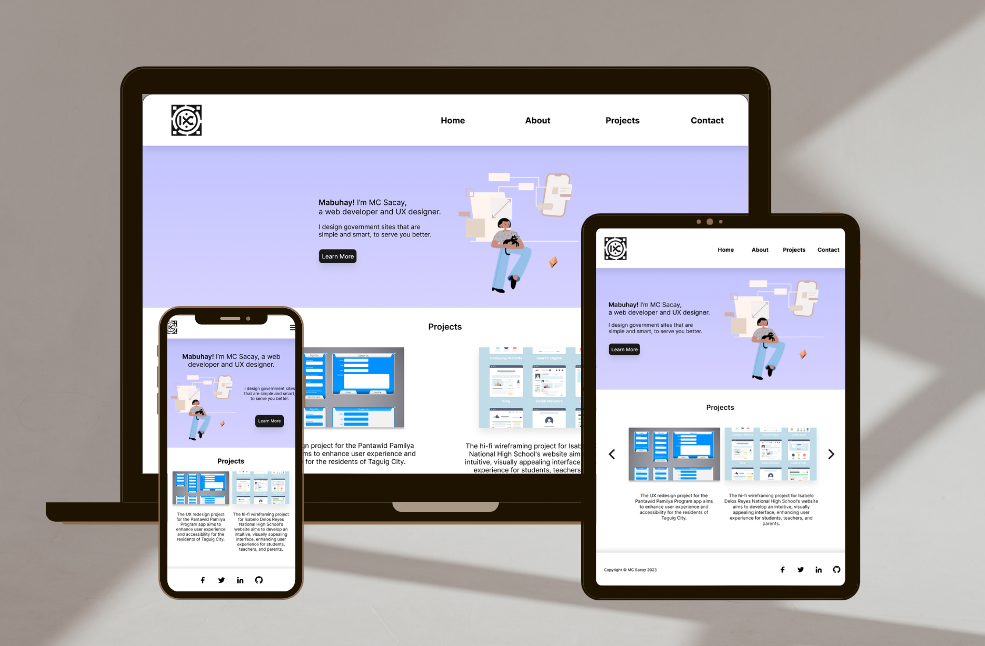 Home About Projects Contact
Mabuhay! I'm MC Sacay,
a web developer and UX designer.
I design government sites that are
simple and smart, to serve you better.
Learn More
Projects
n project for the Pantawid Pamilya
ms to enhance user experience and
for the residents of Taguig City.
The hi-fi wireframing project for Isab
National High School's website aim
intuitive, visually appealing interface
experience for students, teachers
Mabuhay! I'm MC Sacay, a web
developer and UX designer.
I design government sites
that are simple and smart,
to serve you better.
Learn More
Projects
The UX redesign project
for the Pantawid Pamilya
Program app aims to
enhance user experience
and accessibility for the
residents of Taguig City.
The hi-fi wireframing project
for Isabelo Delos Reyes
National High School's
website aims to develop an
intuitive, visually appealing
interface, enhancing user
experience for students,
teachers, and parents.
Home About Projects Contact
Mabuhay! I'm MC Sacay,
a web developer and UX designer.
I design government sites that are
simple and smart, to serve you better.
Learn More
Projects
The UX redesign project for the
Pantawid Pamilya Program app aims
to enhance user experience and
accessibility for the residents of
Taguig City.
The hi-fi wireframing project for Isabelo
Delos Reyes National High School's website
aims to develop an intuitive, visually
appealing interface, enhancing user
experience for students, teachers, and
parents.
Copyright © MC Sacay 2023